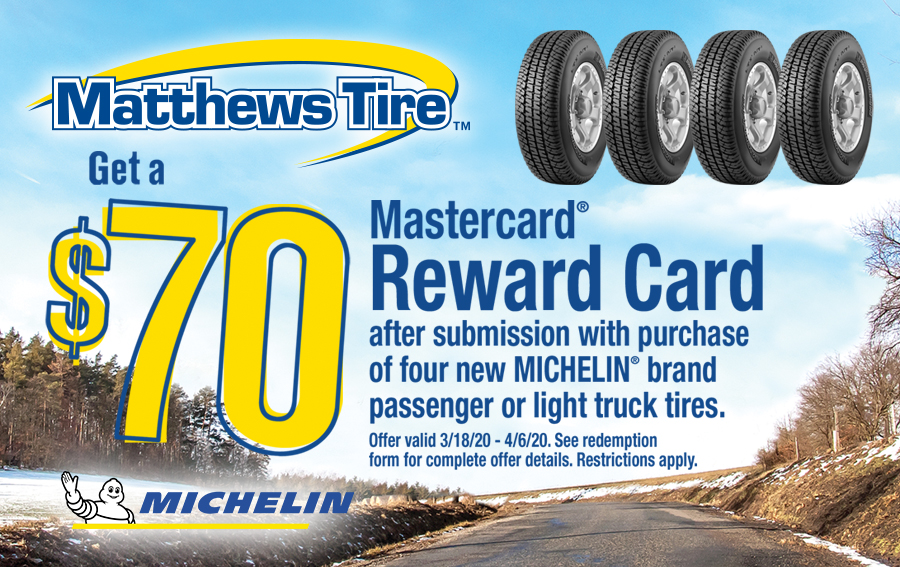 Matthews Tire™
Get a
$70
Mastercard®
Reward Card
after submission with purchase
of four new MICHELIN® brand
passenger or light truck tires.
Offer valid 3/18/20 - 4/6/20. See redemption
form for complete offer details. Restrictions apply.
MICHELIN